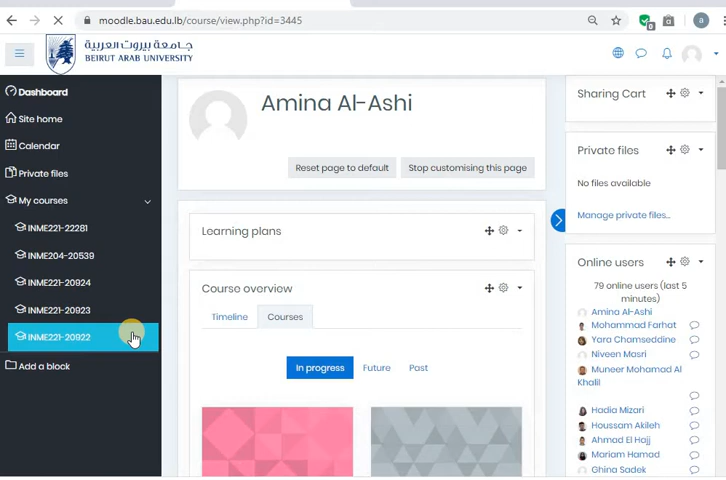 moodle.bau.edu.lb/course/view.php?id=3445
0
a
جامعة بيروت العربية
BEIRUT ARAB UNIVERSITY
Dashboard
Site home
Calendar
Private files
My courses
INME221-22281
INME204-20539
INME221-20924
INME221-20923
INME221-20922
Add a block
Amina Al-Ashi
Reset page to default
Stop customising this page
Learning plans
Course overview
Timeline
Courses
In progress
Future
Past
Sharing Cart
Private files
No files available
Manage private files...
Online users
79 online users (last 5
minutes)
Amina Al-Ashi
Mohammad Farhat
Yara Chamseddine
Niveen Masri
Muneer Mohamad Al
Khalil
Hadia Mizari
Houssam Akileh
Ahmad El Hajj
Mariam Hamad
Ghina Sadek